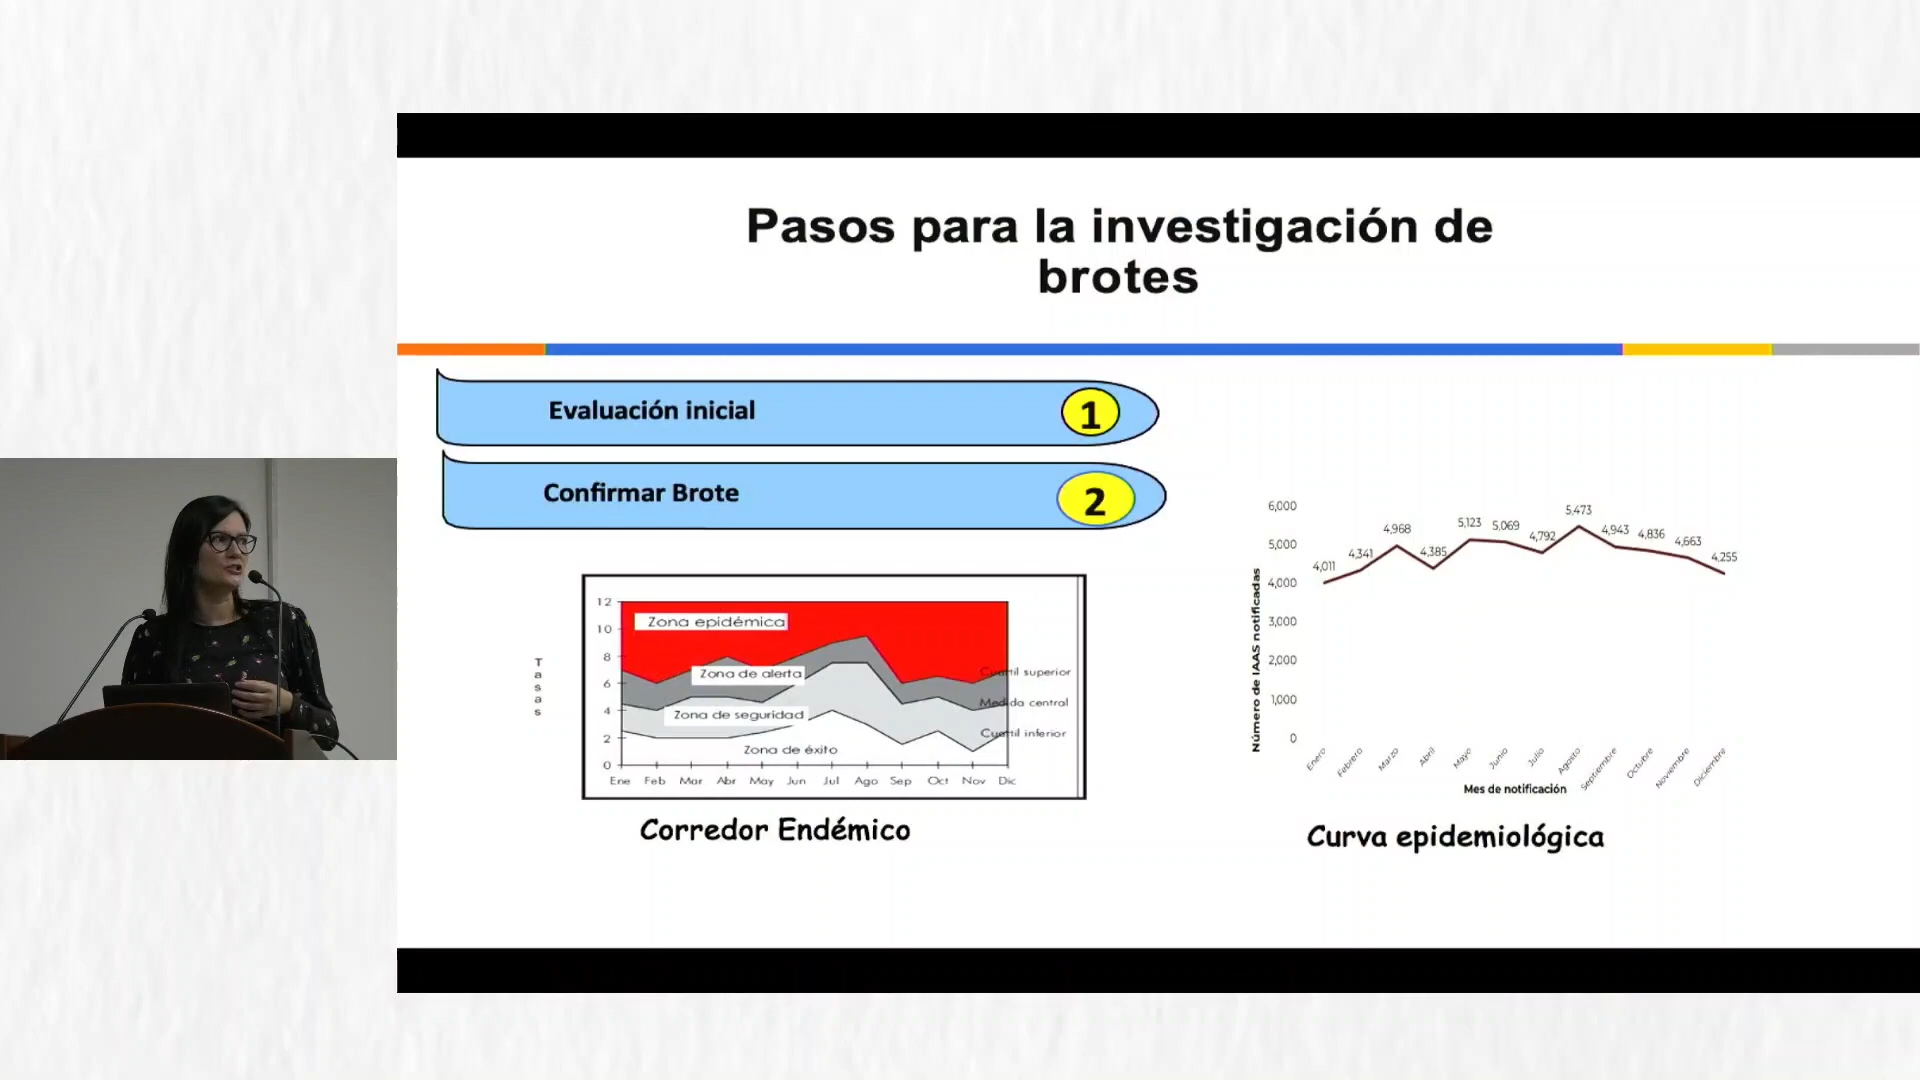 Pasos para la investigación de
brotes
Evaluación inicial
1
Confirmar Brote
2
Tasas
12
10
8
6
4
2
0
Zona epidémica
Zona de alerta
Zona de seguridad
Zona de éxito
Cuartil superior
Medida central
Cuartil inferior
Ene Feb Mar Abr May Jun Jul Ago Sep Oct Nov Dic
Corredor Endémico
Número de IAAS notificadas
6,000
5,000
4,000
3,000
2,000
1,000
0
4,011 4,341 4,968 4,385 5,123 5,069 4,792 5,473 4,943 4,836 4,663 4,255
Enero Febrero Marzo Abril Mayo Junio Julio Agosto Septiembre Octubre Noviembre Diciembre
Mes de notificación
Curva epidemiológica